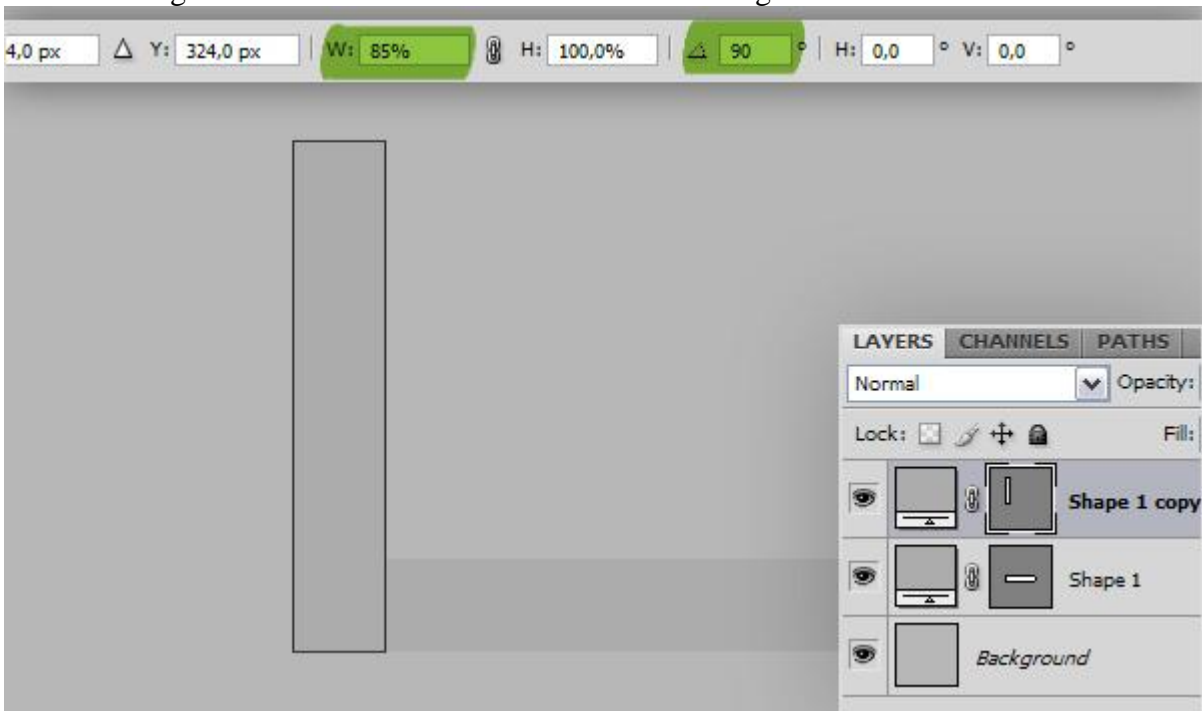 4,0 px Y: 324,0 px W: 85% H: 100,0% 90 ° H: 0,0 ° V: 0,0 °
LAYERS CHANNELS PATHS
Normal Opacity:
Lock: Fill:
Shape 1 copy
Shape 1
Background